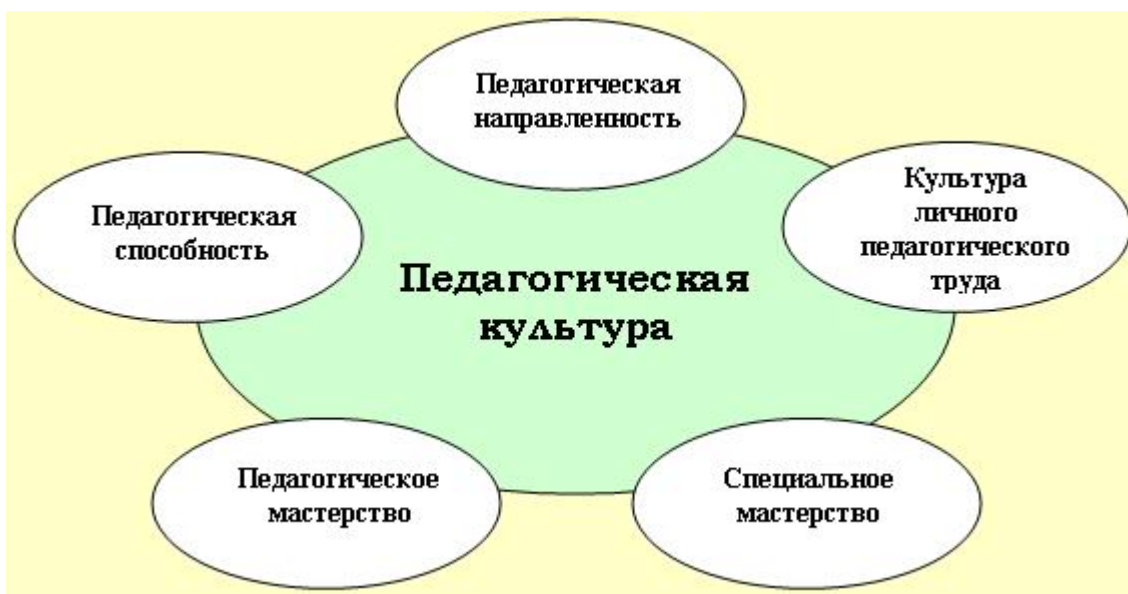 Педагогическая
направленность
Культура
личного
педагогического
труда
Педагогическая
способность
Педагогическая
культура
Педагогическое
мастерство
Специальное
мастерство